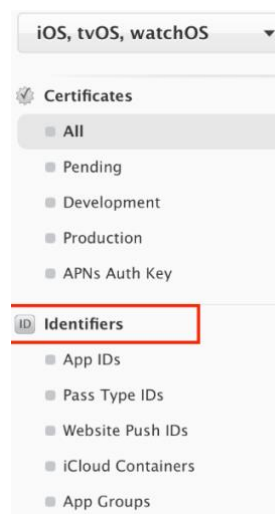 iOS, tvOS, watchOS
Certificates
All
Pending
Development
Production
APNs Auth Key
ID Identifiers
App IDs
Pass Type IDs
Website Push IDs
iCloud Containers
App Groups